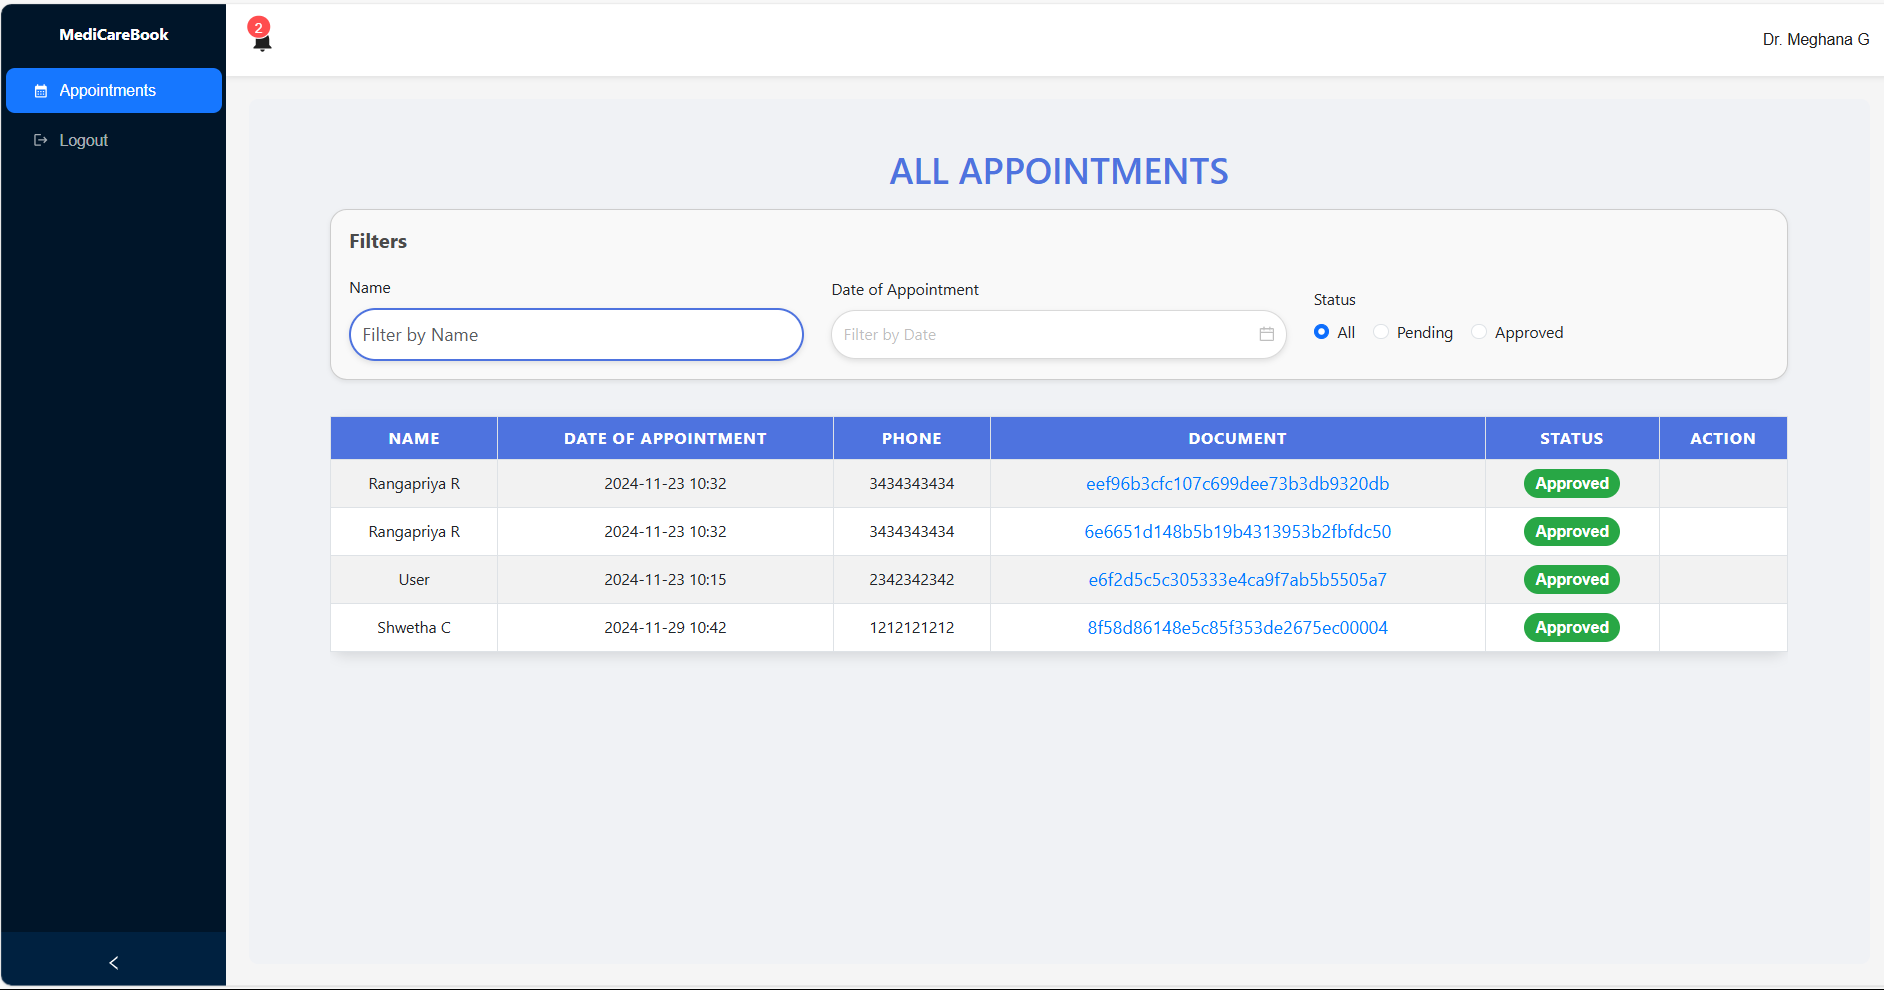 MediCareBook
2
Dr. Meghana G
Appointments
Logout
ALL APPOINTMENTS
Filters
Name
Date of Appointment
Status
Filter by Name
Filter by Date
All
Pending
Approved
NAME DATE OF APPOINTMENT PHONE DOCUMENT STATUS ACTION
Rangapriya R 2024-11-23 10:32 3434343434 eef96b3cfc107c699dee73b3db9320db Approved
Rangapriya R 2024-11-23 10:32 3434343434 6e6651d148b5b19b4313953b2fbfdc50 Approved
User 2024-11-23 10:15 2342342342 e6f2d5c5c305333e4ca9f7ab5b5505a7 Approved
Shwetha C 2024-11-29 10:42 1212121212 8f58d86148e5c85f353de2675ec00004 Approved